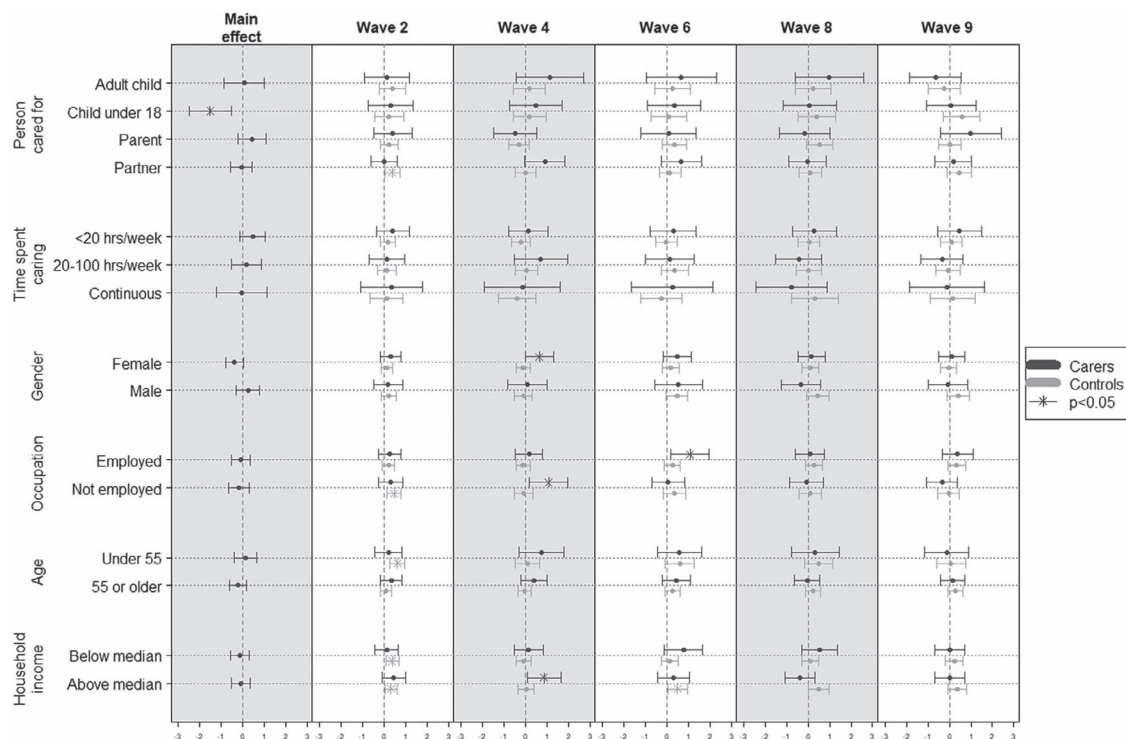 Main effect
Wave 2
Wave 4
Wave 6
Wave 8
Wave 9
Person cared for
Adult child
Child under 18
Parent
Partner
Time spent caring
<20 hrs/week
20-100 hrs/week
Continuous
Gender
Female
Male
Occupation
Employed
Not employed
Age
Under 55
55 or older
Household income
Below median
Above median
Carers
Controls
p<0.05
-3 -2 -1 0 1 2 3
-3 -2 -1 0 1 2 3
-3 -2 -1 0 1 2 3
-3 -2 -1 0 1 2 3
-3 -2 -1 0 1 2 3
-3 -2 -1 0 1 2 3